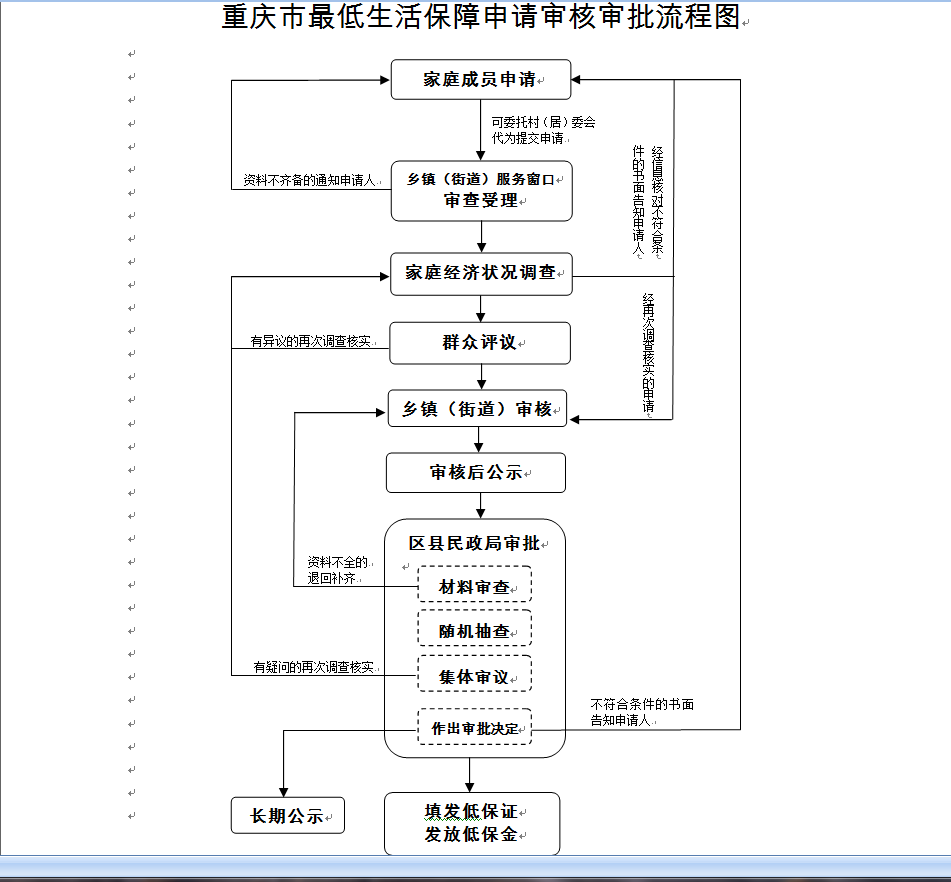 重庆市最低生活保障申请审核审批流程图
家庭成员申请
可委托村（居）委会
代为提交申请
资料不齐备的通知申请人
乡镇（街道）服务窗口
审查受理
经信息核对不符合条
件的书面告知申请人
家庭经济状况调查
经再次调查核实的申请
有异议的再次调查核实
群众评议
乡镇（街道）审核
审核后公示
区县民政局审批
资料不全的
退回补齐
材料审查
随机抽查
有疑问的再次调查核实
集体审议
不符合条件的书面
告知申请人
作出审批决定
长期公示
填发低保证
发放低保金